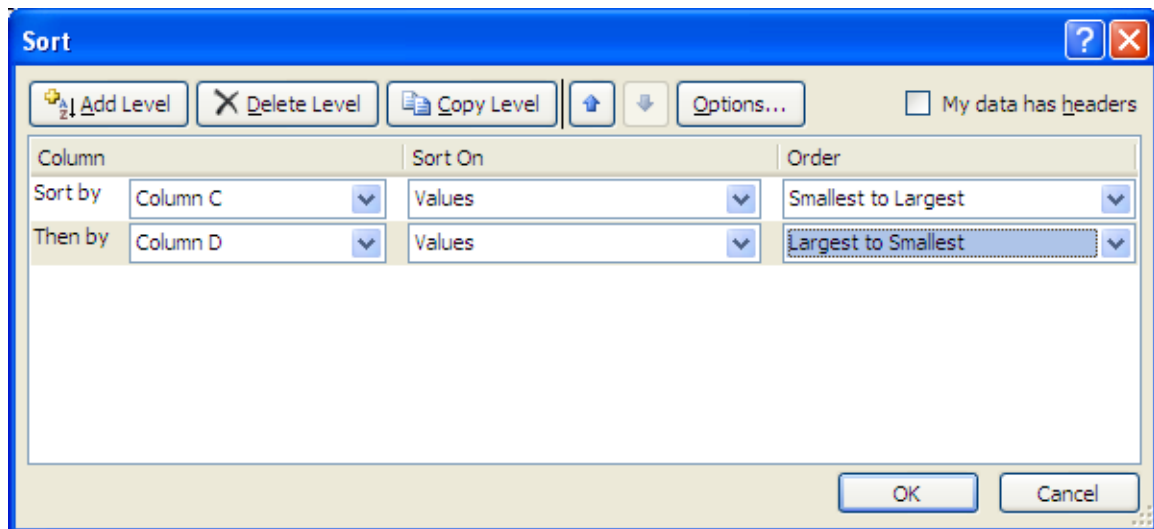 Sort
Add Level Delete Level Copy Level Options... My data has headers
Column Sort On Order
Sort by Column C Values Smallest to Largest
Then by Column D Values Largest to Smallest
OK Cancel